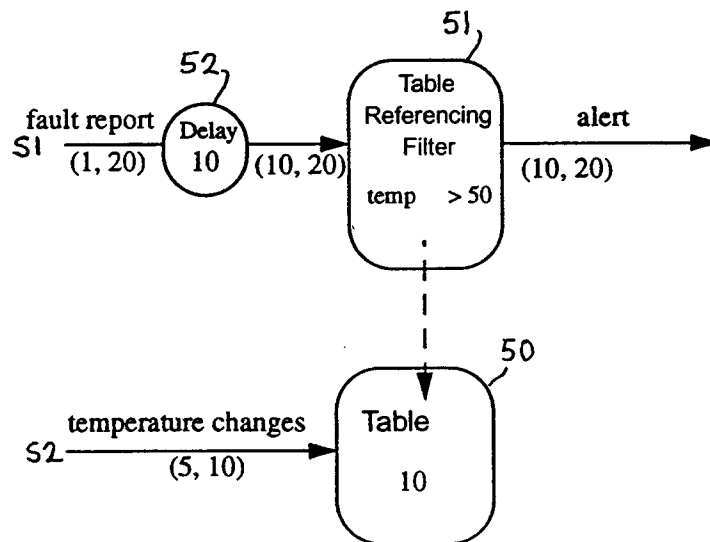 51
52
Table
Referencing
Filter
temp > 50
fault report
S1
(1, 20)
Delay
10
(10, 20)
alert
(10, 20)
50
Table
10
temperature changes
S2
(5, 10)